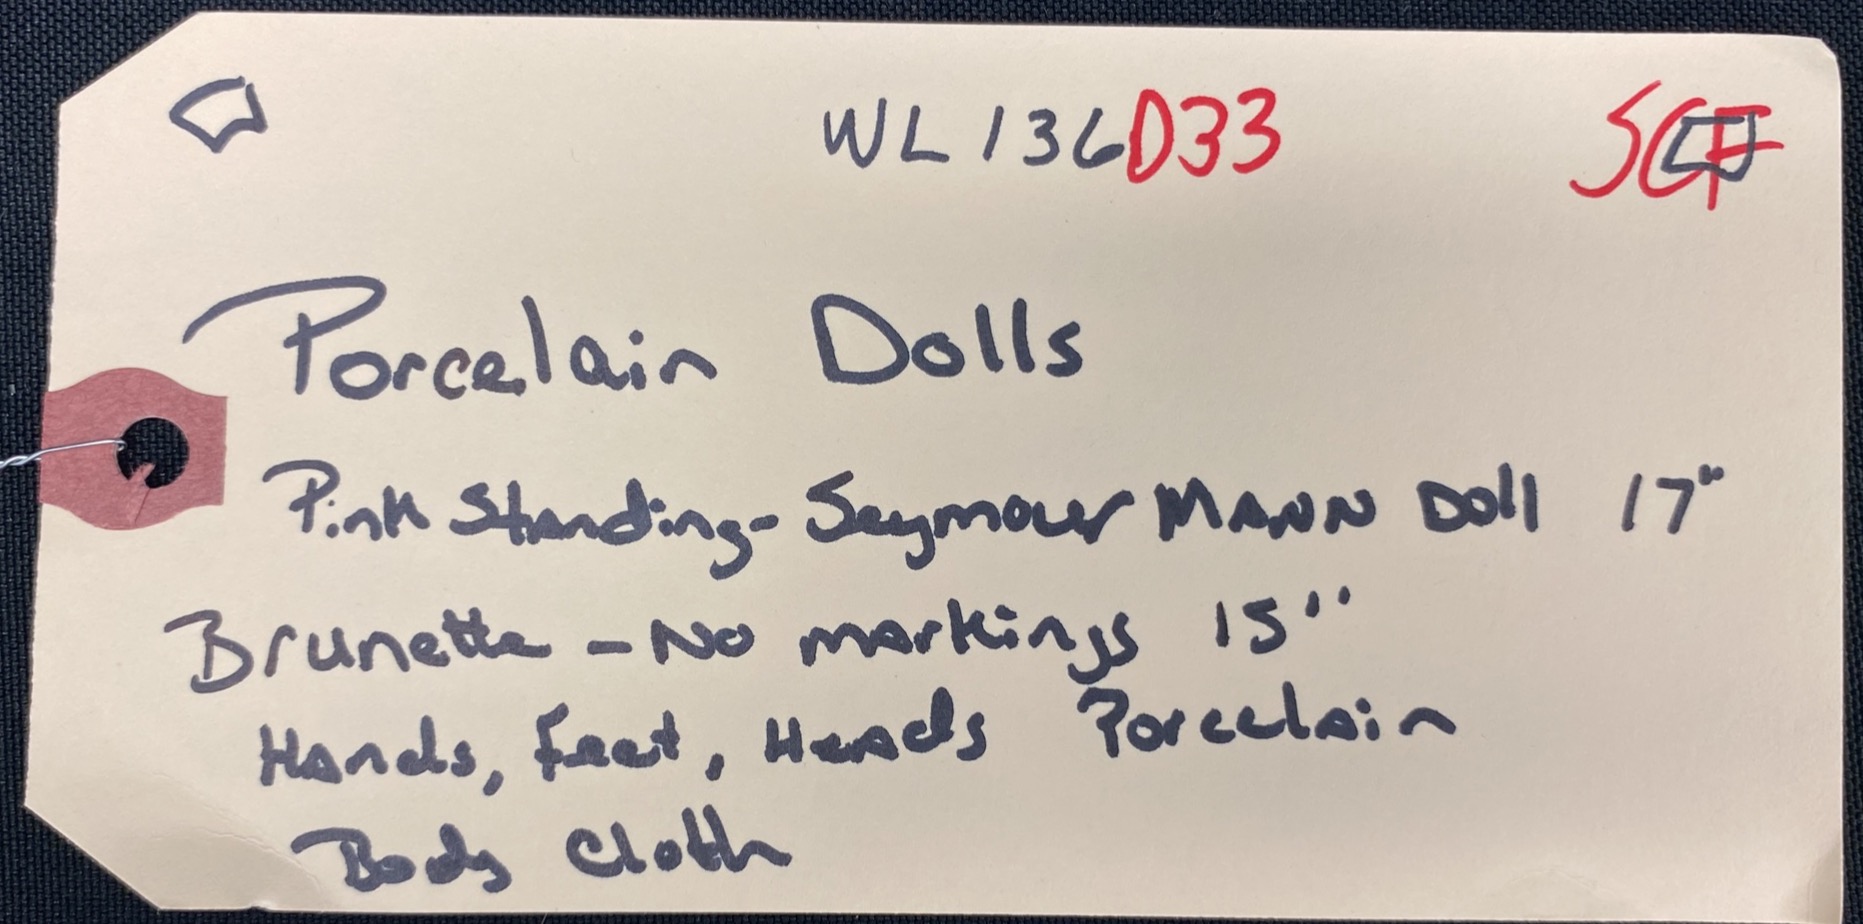 WL136D33 SCF
Porcelain Dolls
Pink Standing- Seymour MANN Doll 17"
Brunette - No markings 15"
Hands, Feet, Heads Porcelain
Body Cloth